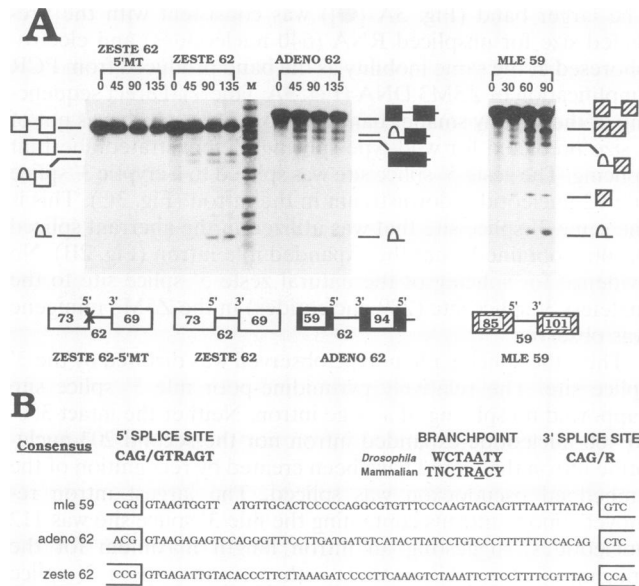 A
ZESTE 62 5'MT ZESTE 62 ADENO 62 MLE 59
0 45 90 135 0 45 90 135 0 45 90 135 0 30 60 90
5' 3' 5' 3' 5' 3' 5' 3'
73 69 73 69 59 94 85 101
62 62 62 59
ZESTE 62-5'MT ZESTE 62 ADENO 62 MLE 59
B
Consensus 5' SPLICE SITE BRANCHPOINT 3' SPLICE SITE
CAG/GTRAGT Drosophila WCTAATY CAG/R
Mammalian TNCTRACY
mle 59 CGG GTAAGTGGTT ATGTTTCATCCCCCAGGCGTGTTTCCCAAGTAGCAGTTTAATTTATAG GTC
adeno 62 ACG GTAAGAGAGTCCAGGGTTTCCTTGATGATGTCATACTTATCCTGTCCCTTTTTTTTCCACAG CTC
zeste 62 CCG GTGAGATTGTACACCCTTCTTAAAGATCCCCTTCAAAGTCTAAATTCTTCCTTTTCGTTAG CCA